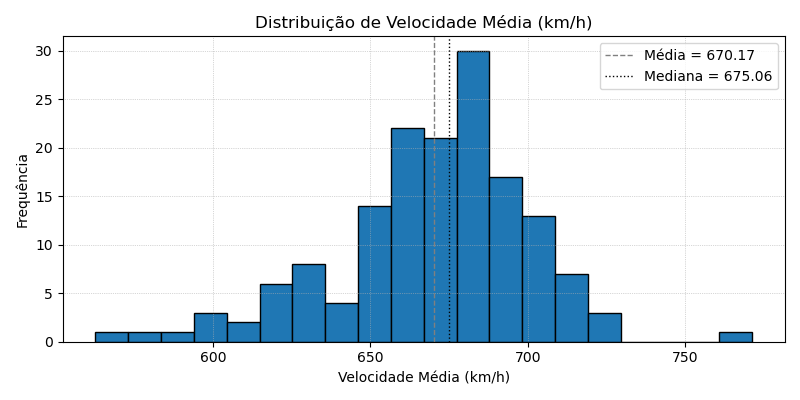 Distribuição de Velocidade Média (km/h)
30
25
20
15
10
5
0
Frequência
Média = 670.17
Mediana = 675.06
600
650
700
750
Velocidade Média (km/h)